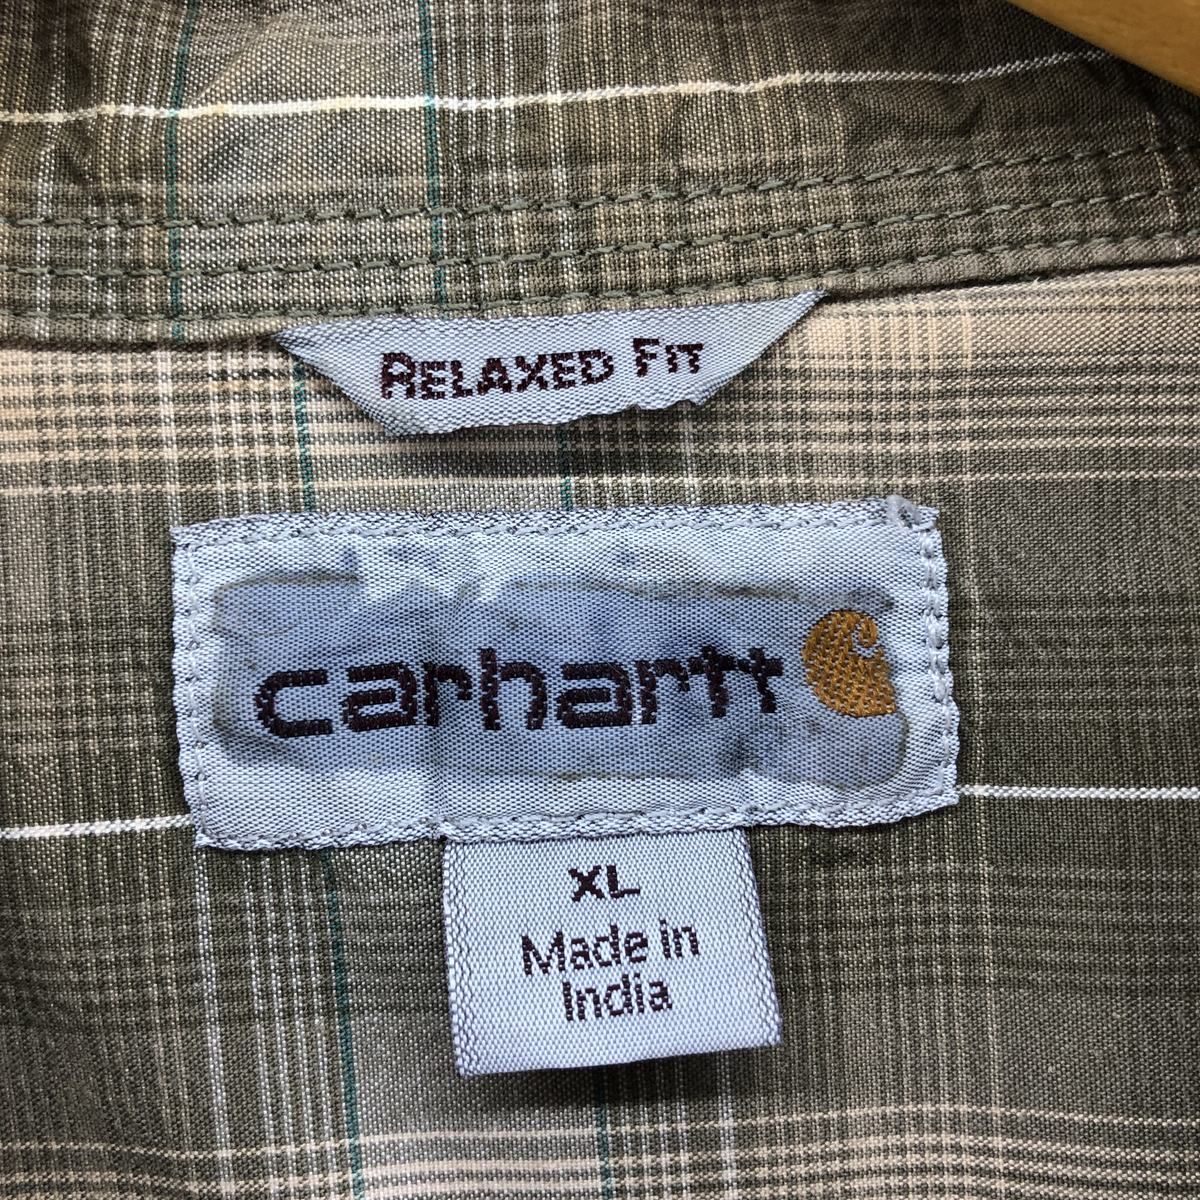 RELAXED FIT
carhartt
XL
Made in
India